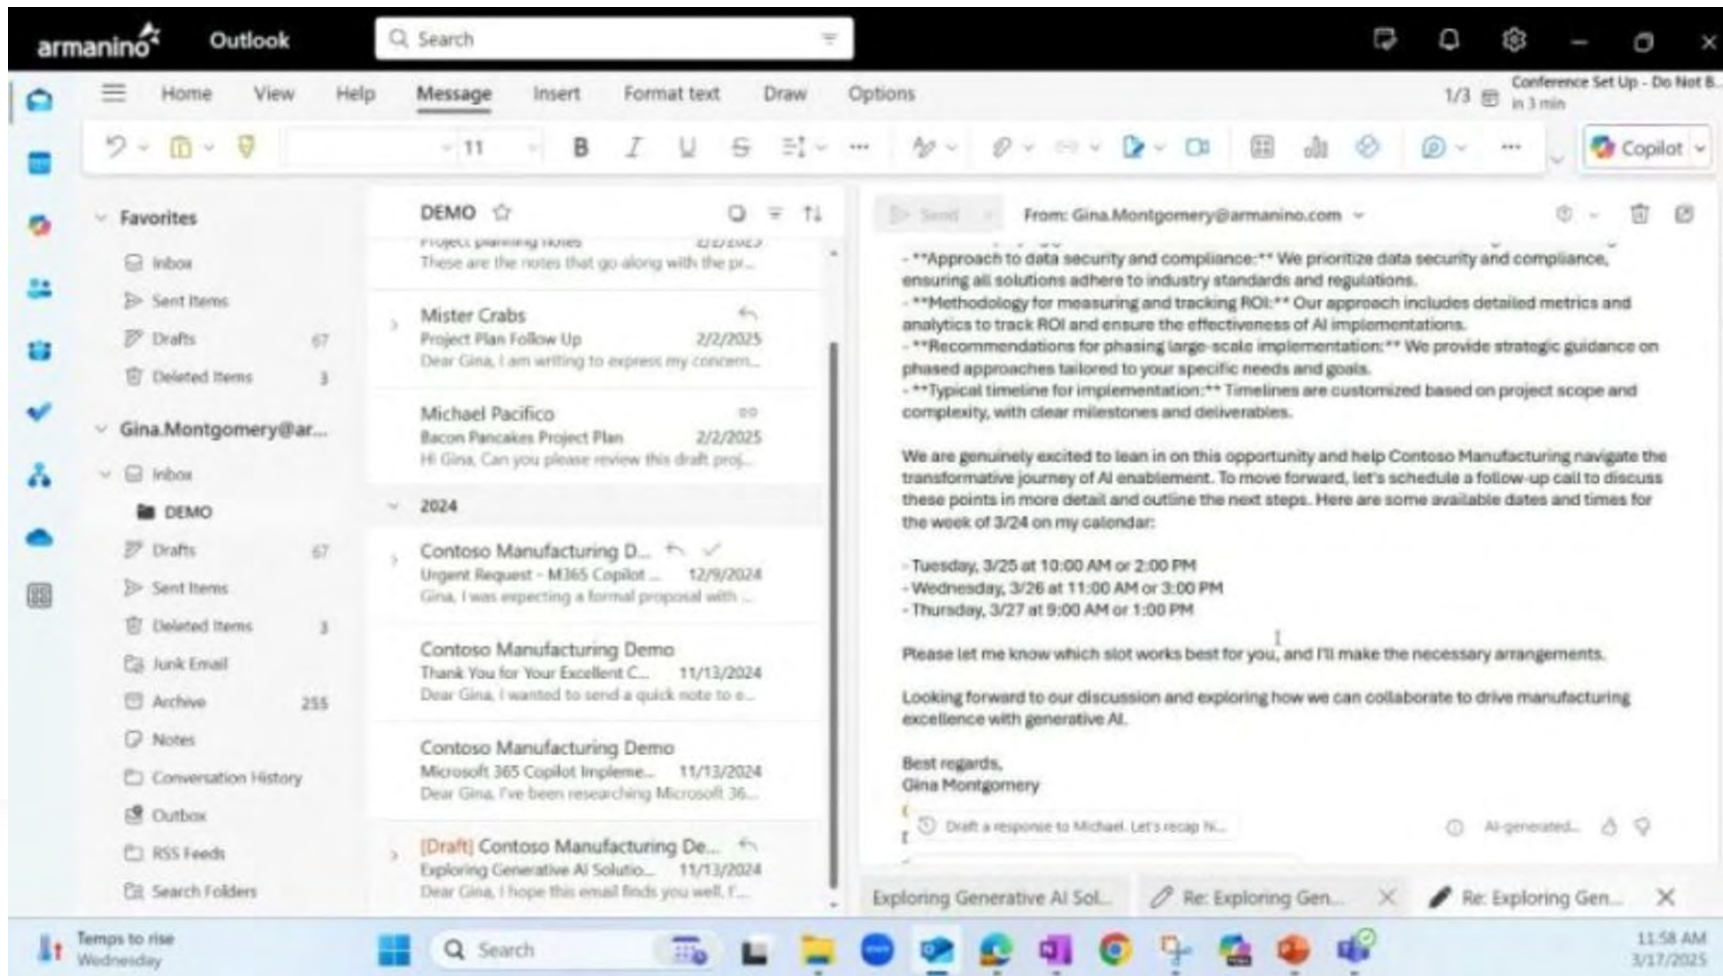 armanino
Outlook
Search
Home View Help Message Insert Format text Draw Options
1/3
Conference Set Up - Do Not B...
in 3 min
11
B I U S
Copilot
Favorites
Inbox
Sent Items
Drafts 67
Deleted Items 3
Gina.Montgomery@ar...
Inbox
DEMO
Drafts 67
Sent Items
Deleted Items 3
Junk Email
Archive 255
Notes
Conversation History
Outbox
RSS Feeds
Search Folders
DEMO
Project planning notes 2/2/2025
These are the notes that go along with the pr...
Mister Crabs
Project Plan Follow Up 2/2/2025
Dear Gina, I am writing to express my concern...
Michael Pacifico
Bacon Pancakes Project Plan 2/2/2025
Hi Gina, Can you please review this draft proj...
2024
Contoso Manufacturing D...
Urgent Request - M365 Copilot ... 12/9/2024
Gina, I was expecting a formal proposal with ...
Contoso Manufacturing Demo
Thank You for Your Excellent C... 11/13/2024
Dear Gina, I wanted to send a quick note to e...
Contoso Manufacturing Demo
Microsoft 365 Copilot Impleme... 11/13/2024
Dear Gina, I've been researching Microsoft 36...
[Draft] Contoso Manufacturing De...
Exploring Generative AI Solutio... 11/13/2024
Dear Gina, I hope this email finds you well. I'...
Send
From: Gina.Montgomery@armanino.com
- **Approach to data security and compliance:** We prioritize data security and compliance,
ensuring all solutions adhere to industry standards and regulations.
- **Methodology for measuring and tracking ROI:** Our approach includes detailed metrics and
analytics to track ROI and ensure the effectiveness of AI implementations.
- **Recommendations for phasing large-scale implementation:** We provide strategic guidance on
phased approaches tailored to your specific needs and goals.
- **Typical timeline for implementation:** Timelines are customized based on project scope and
complexity, with clear milestones and deliverables.
We are genuinely excited to lean in on this opportunity and help Contoso Manufacturing navigate the
transformative journey of AI enablement. To move forward, let's schedule a follow-up call to discuss
these points in more detail and outline the next steps. Here are some available dates and times for
the week of 3/24 on my calendar:
- Tuesday, 3/25 at 10:00 AM or 2:00 PM
- Wednesday, 3/26 at 11:00 AM or 3:00 PM
- Thursday, 3/27 at 9:00 AM or 1:00 PM
Please let me know which slot works best for you, and I'll make the necessary arrangements.
Looking forward to our discussion and exploring how we can collaborate to drive manufacturing
excellence with generative AI.
Best regards,
Gina Montgomery
Draft a response to Michael. Let's recap hi...
AI-generated...
Exploring Generative AI Sol...
Re: Exploring Gen...
Re: Exploring Gen...
Temps to rise
Wednesday
Search
11:58 AM
3/17/2025